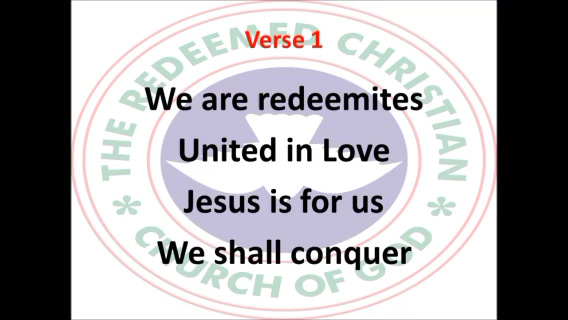 Verse 1
We are redeemites
United in Love
Jesus is for us
We shall conquer
THE REDEEMED CHRISTIAN
* CHURCH OF GOD *